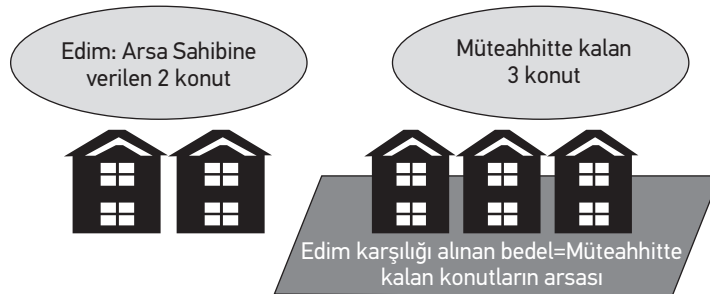 Edim: Arsa Sahibine
verilen 2 konut
Müteahhitte kalan
3 konut
Edim karşılığı alınan bedel=Müteahhitte
kalan konutların arsası